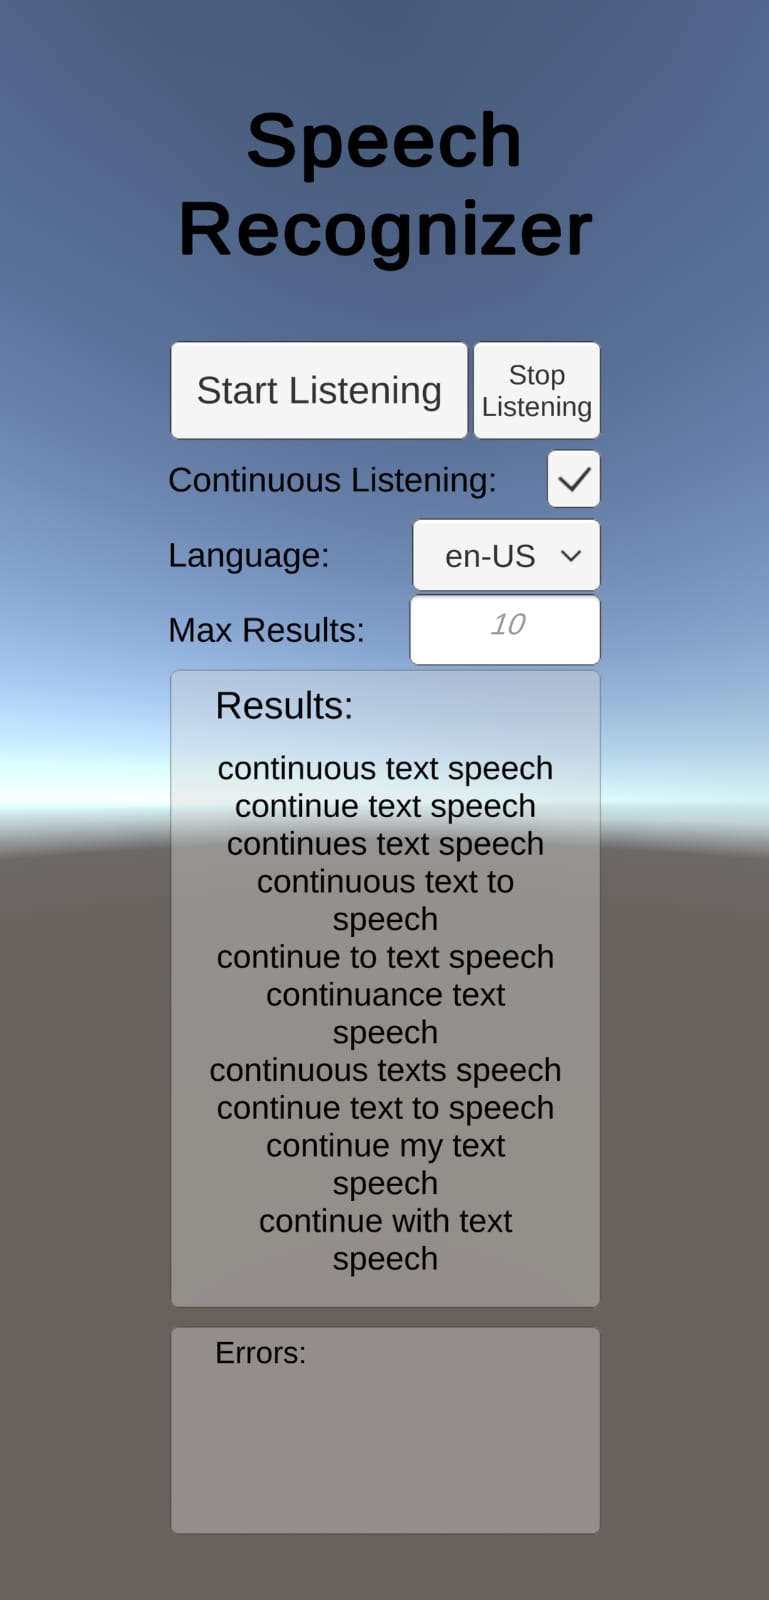 Speech
Recognizer
Start Listening
Stop
Listening
Continuous Listening:
Language:
en-US
Max Results:
10
Results:
continuous text speech
continue text speech
continues text speech
continuous text to
speech
continue to text speech
continuance text
speech
continuous texts speech
continue text to speech
continue my text
speech
continue with text
speech
Errors: